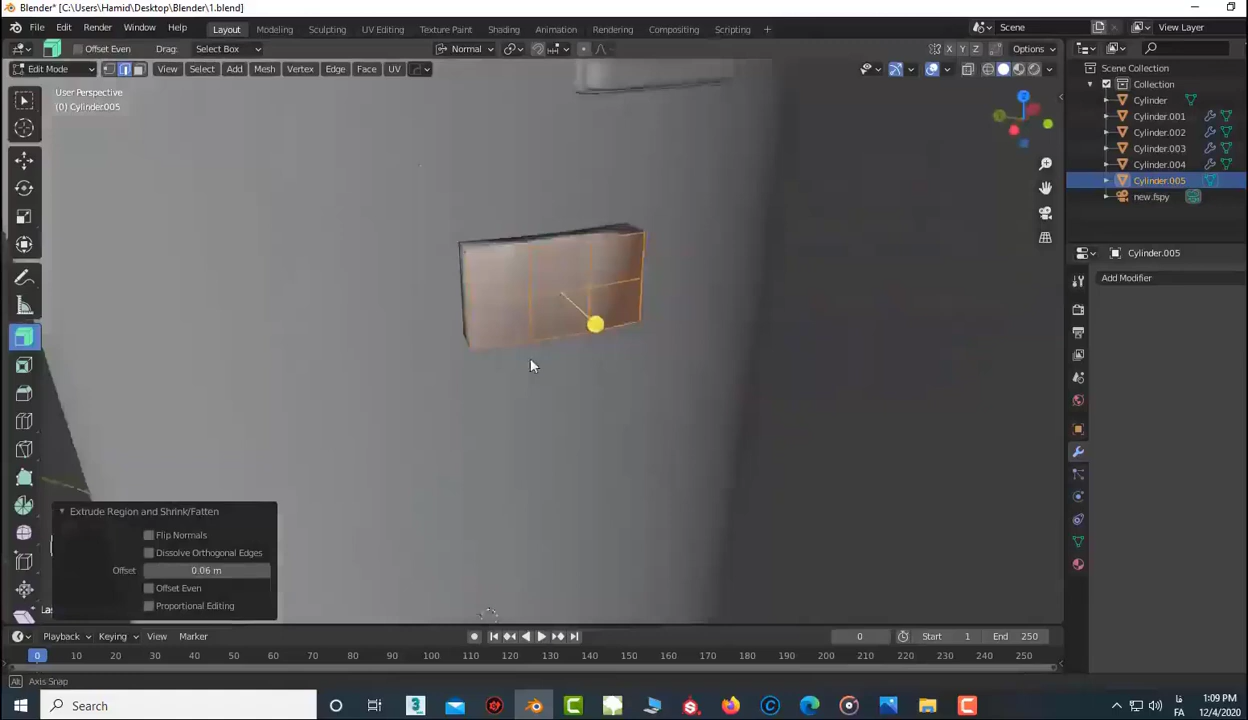 Blender* [C:\Users\Hamid\Desktop\Blender\1.blend]
File Edit Render Window Help Layout Modeling Sculpting UV Editing Texture Paint Shading Animation Rendering Compositing Scripting Scene View Layer
Offset Even Drag: Select Box Normal X Y Z Options
Edit Mode View Select Add Mesh Vertex Edge Face UV
User Perspective
(0) Cylinder005
Scene Collection
Collection
Cylinder
Cylinder.001
Cylinder.002
Cylinder.003
Cylinder.004
Cylinder.005
new.fspy
Cylinder.005
Add Modifier
Extrude Region and Shrink/Fatten
Flip Normals
Dissolve Orthogonal Edges
Offset 0.06 m
Offset Even
Proportional Editing
Playback Keying View Marker 0 Start 1 End 250
0 10 20 30 40 50 60 70 80 90 100 110 120 130 140 150 160 170 180 190 200 210 220 230 240 250
Axis Snap
Search
فا 1:09 PM
FA 12/4/2020